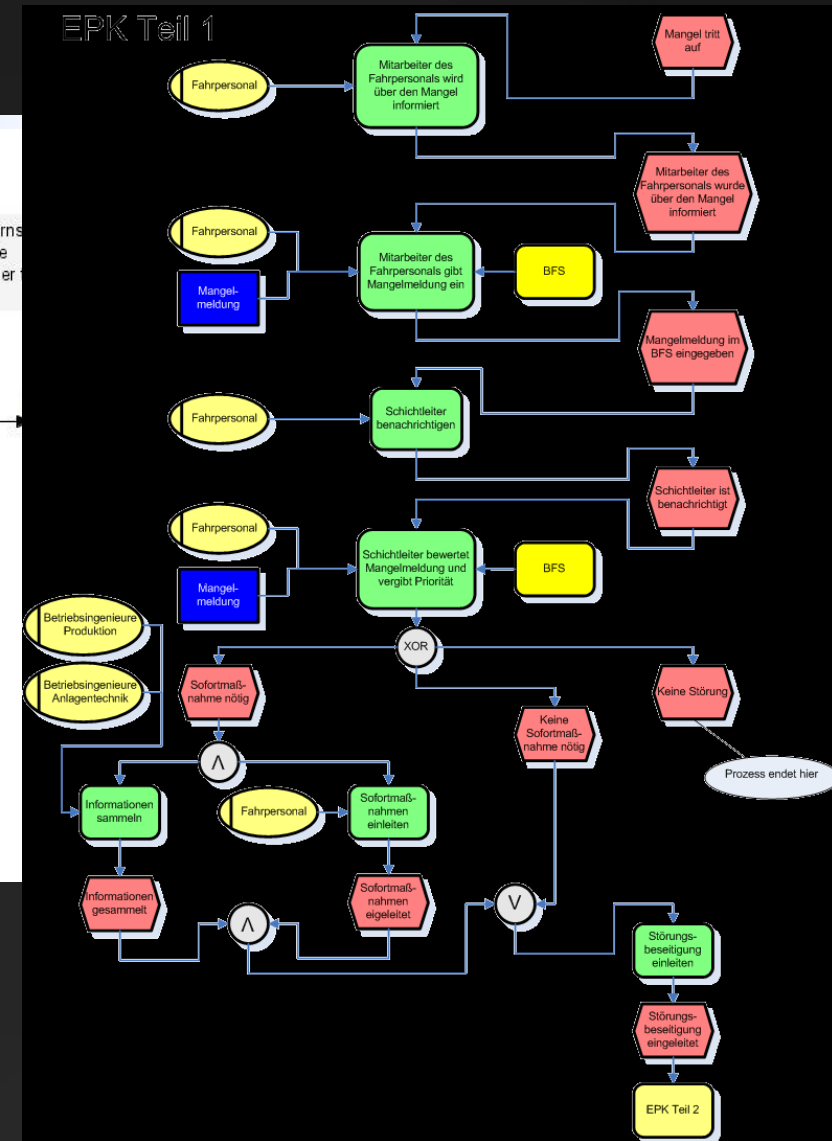 EPK Teil 1
Mangel tritt
auf
Fahrpersonal
Mitarbeiter des
Fahrpersonals wird
über den Mangel
informiert
Mitarbeiter des
Fahrpersonals wurde
über den Mangel
informiert
Fahrpersonal
Mangel-
meldung
Mitarbeiter des
Fahrpersonals gibt
Mangelmeldung ein
BFS
Mangelmeldung im
BFS eingegeben
Fahrpersonal
Schichtleiter
benachrichtigen
Schichtleiter ist
benachrichtigt
Fahrpersonal
Mangel-
meldung
Schichtleiter bewertet
Mangelmeldung und
vergibt Priorität
BFS
XOR
Betriebsingenieure
Produktion
Betriebsingenieure
Anlagentechnik
Sofortmaß-
nahme nötig
Keine
Sofortmaß-
nahme nötig
Keine Störung
Prozess endet hier
Λ
Informationen
sammeln
Fahrpersonal
Sofortmaß-
nahmen
einleiten
Informationen
gesammelt
Sofortmaß-
nahmen
eigeleitet
Λ
V
Störungs-
beseitigung
einleiten
Störungs-
beseitigung
eingeleitet
EPK Teil 2